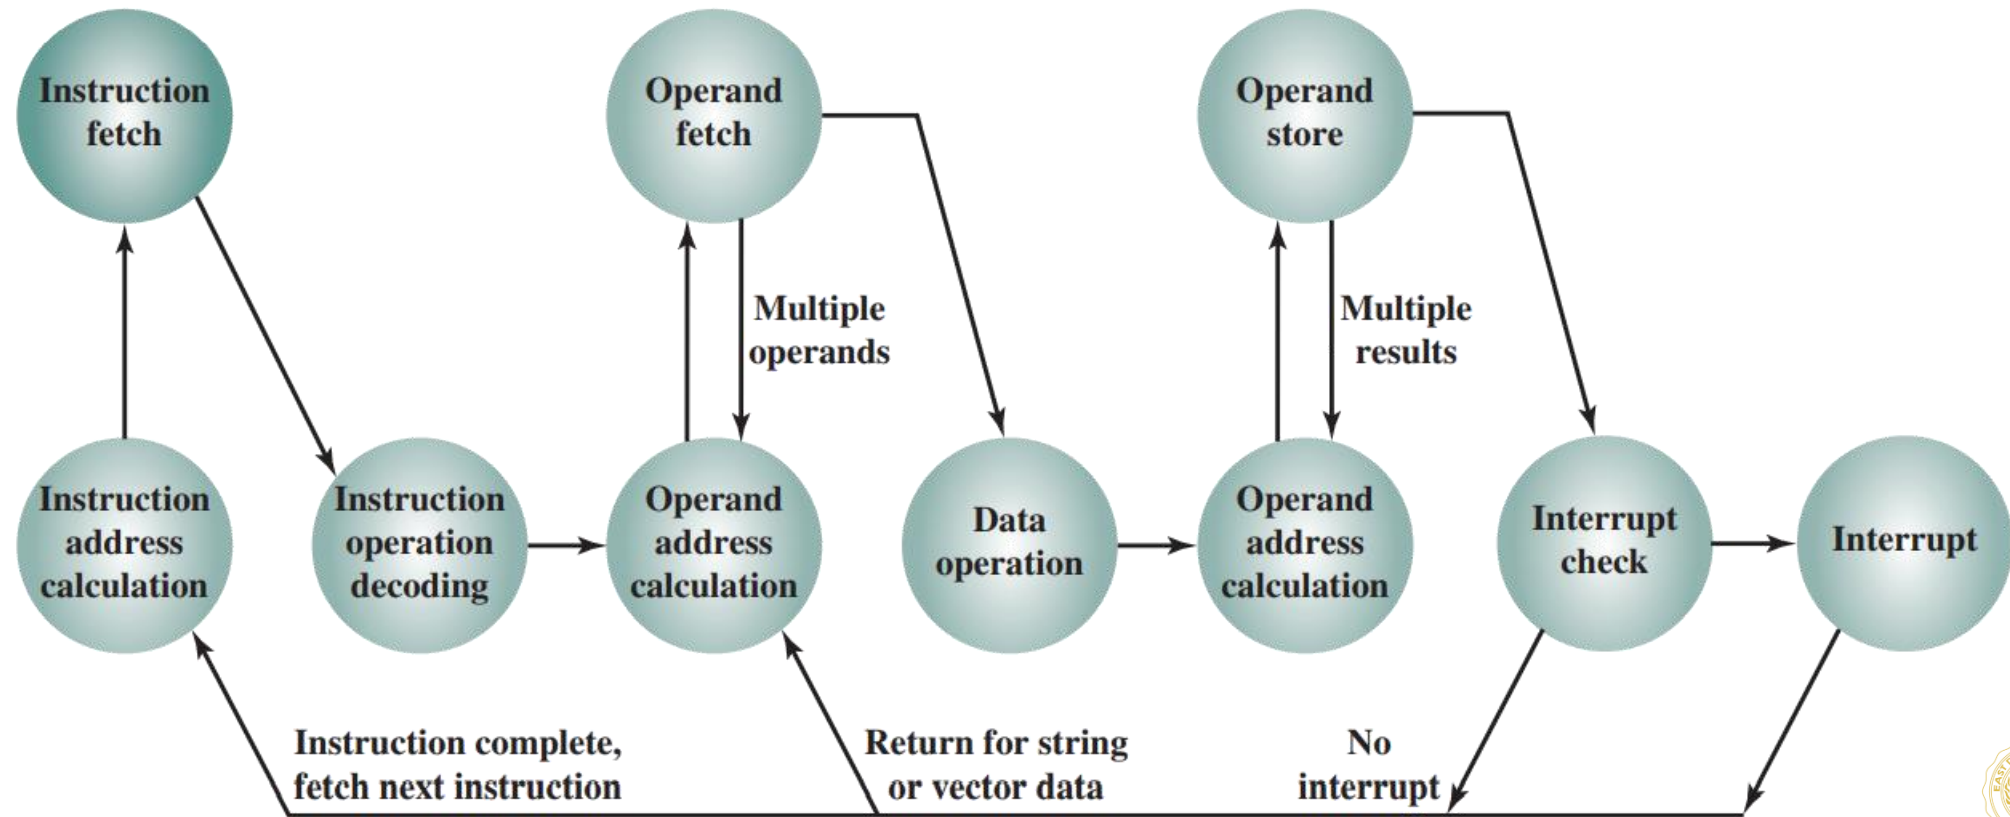 Instruction
fetch
Operand
fetch
Operand
store
Multiple
operands
Multiple
results
Instruction
address
calculation
Instruction
operation
decoding
Operand
address
calculation
Data
operation
Operand
address
calculation
Interrupt
check
Interrupt
Instruction complete,
fetch next instruction
Return for string
or vector data
No
interrupt